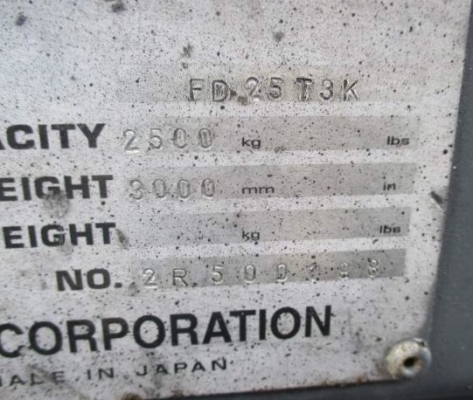 FD25T3K
ACITY 2500 kg lbs
EIGHT 3000 mm in
EIGHT kg lbs
NO.
CORPORATION
MADE IN JAPAN